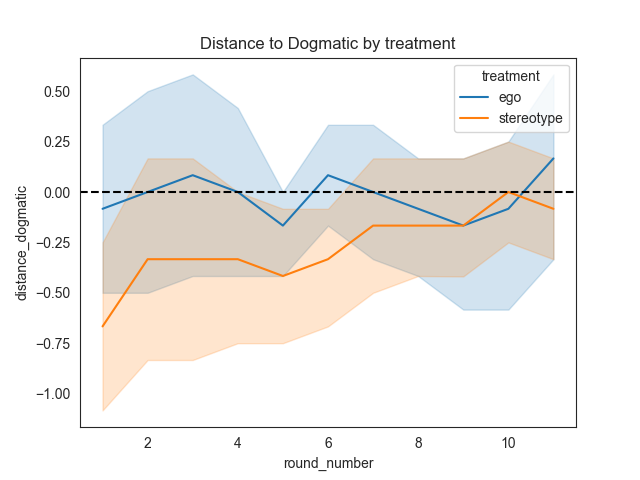 Distance to Dogmatic by treatment
treatment
ego
stereotype
distance_dogmatic
0.50
0.25
0.00
−0.25
−0.50
−0.75
−1.00
2 4 6 8 10
round_number